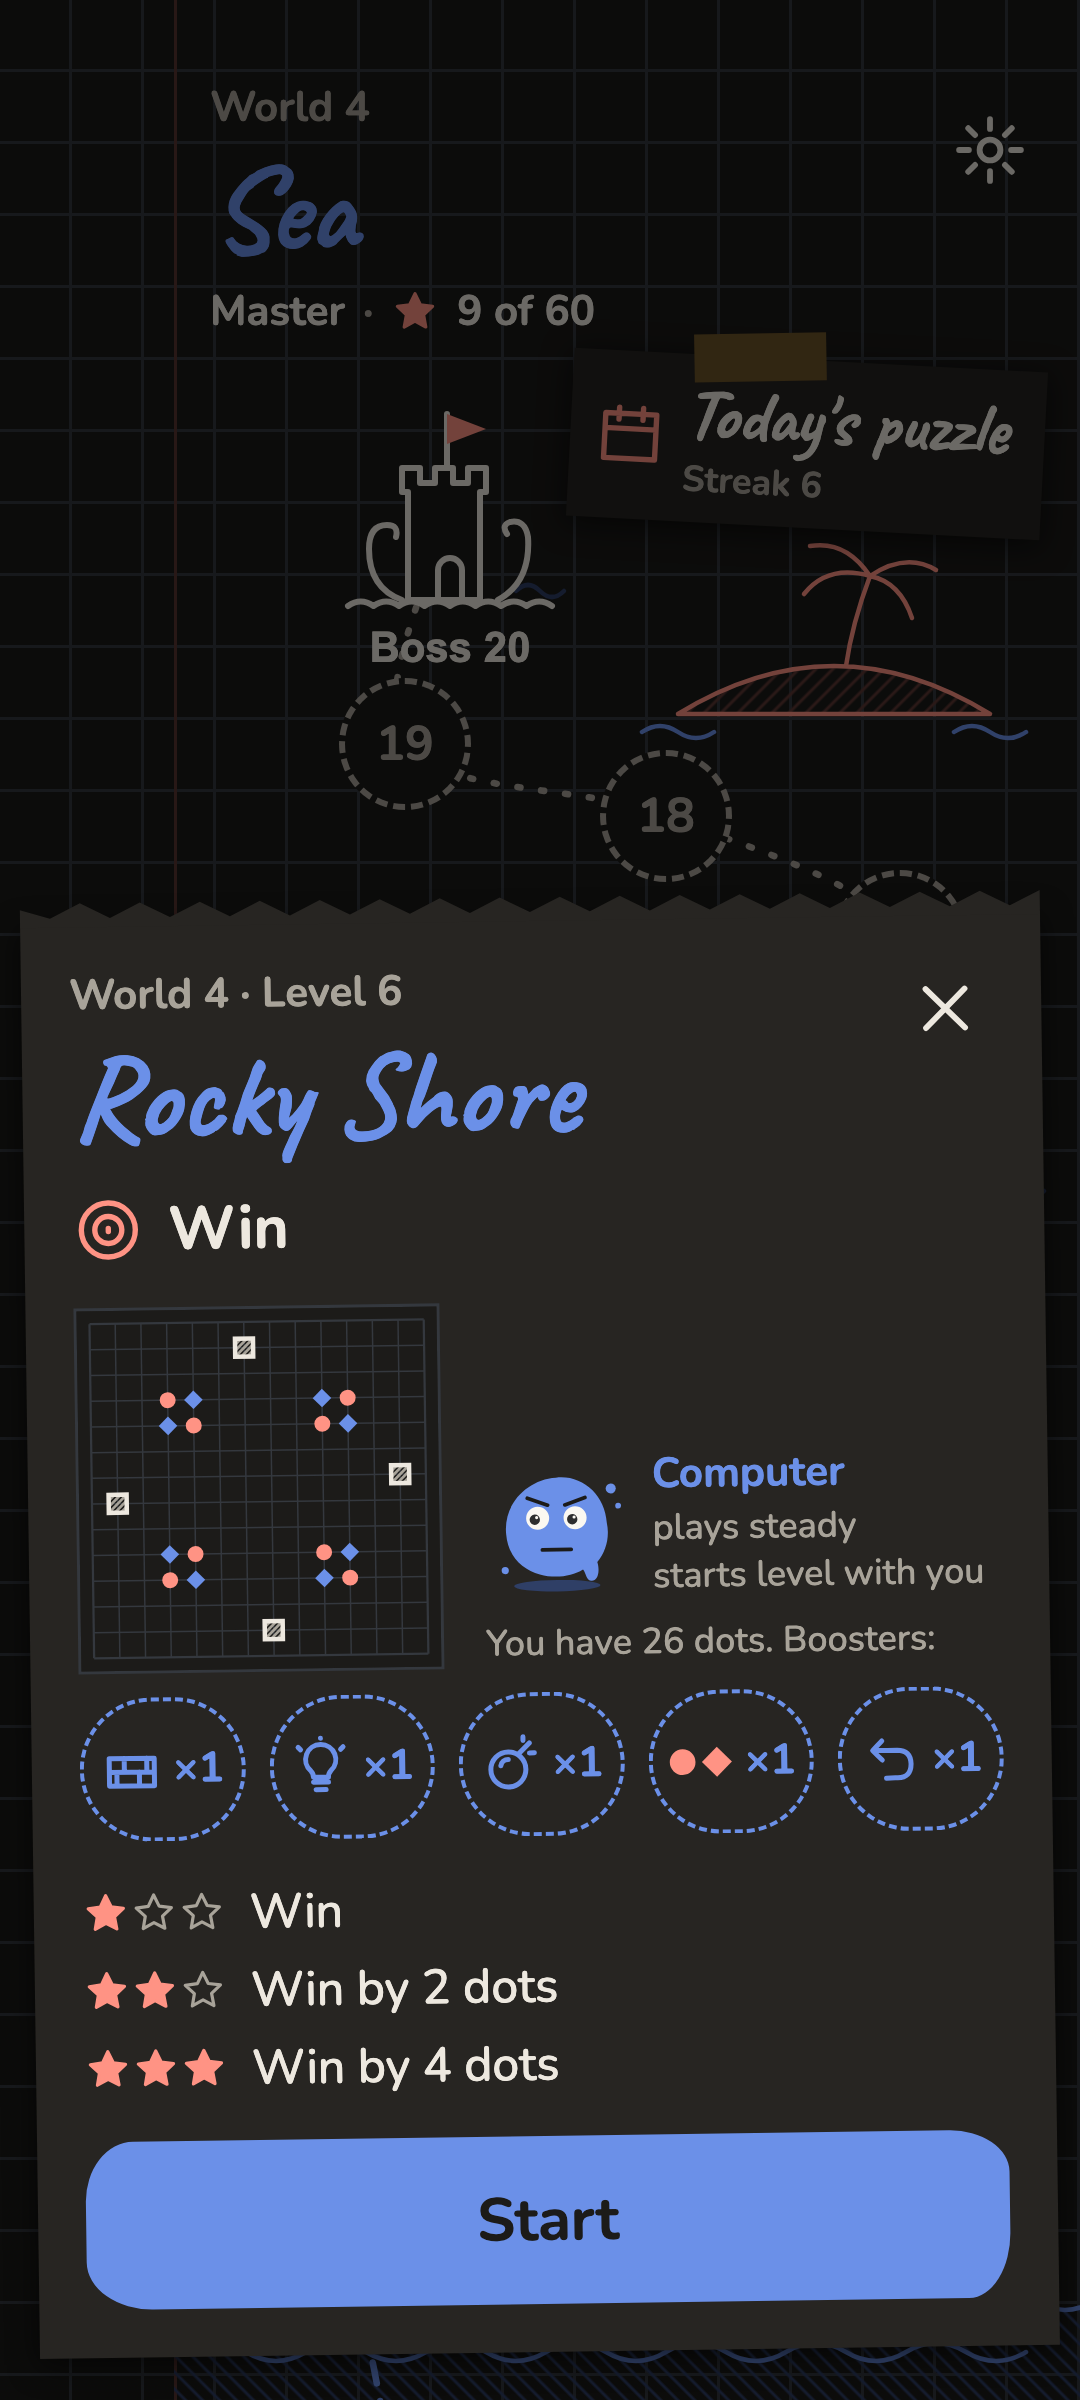 World 4
Sea
Master · 9 of 60
Today's puzzle
Streak 6
Boss 20
19
18
World 4 · Level 6
Rocky Shore
Win
Computer
plays steady
starts level with you
You have 26 dots. Boosters:
×1 ×1 ×1 ×1 ×1
Win
Win by 2 dots
Win by 4 dots
Start